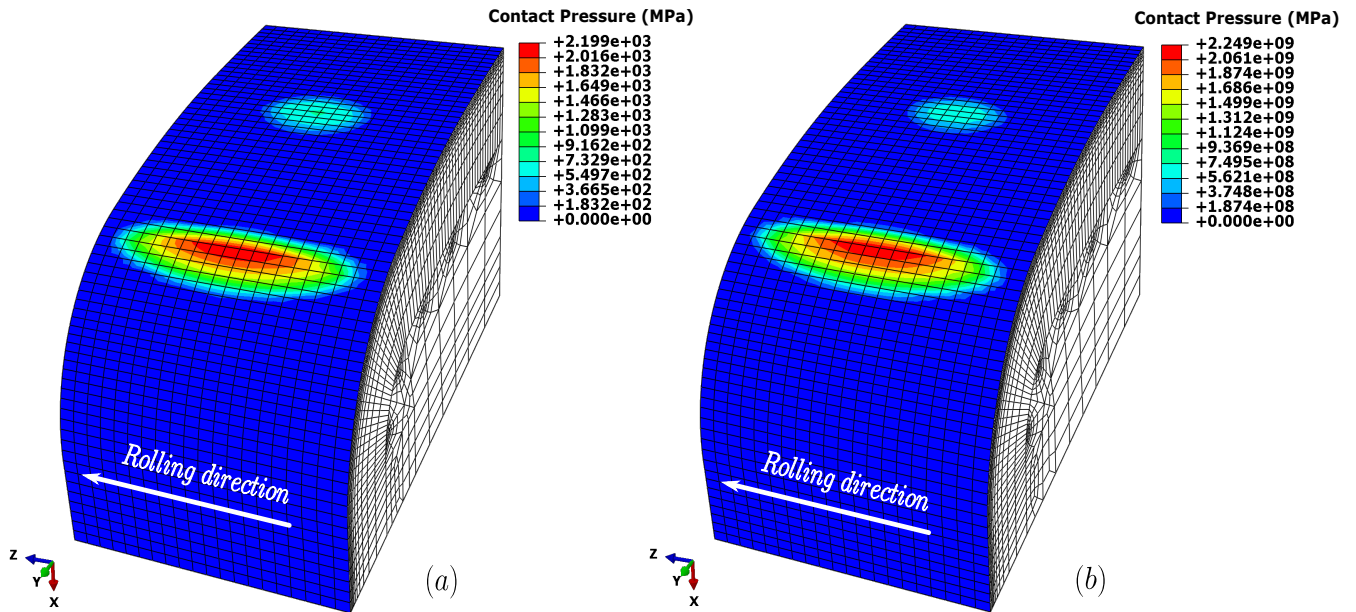 Contact Pressure (MPa)
+2.199e+03
+2.016e+03
+1.832e+03
+1.649e+03
+1.466e+03
+1.283e+03
+1.099e+03
+9.162e+02
+7.329e+02
+5.497e+02
+3.665e+02
+1.832e+02
+0.000e+00
Rolling direction
Z
Y
X
(a)
Contact Pressure (MPa)
+2.249e+09
+2.061e+09
+1.874e+09
+1.686e+09
+1.499e+09
+1.312e+09
+1.124e+09
+9.369e+08
+7.495e+08
+5.621e+08
+3.748e+08
+1.874e+08
+0.000e+00
Rolling direction
Z
Y
X
(b)